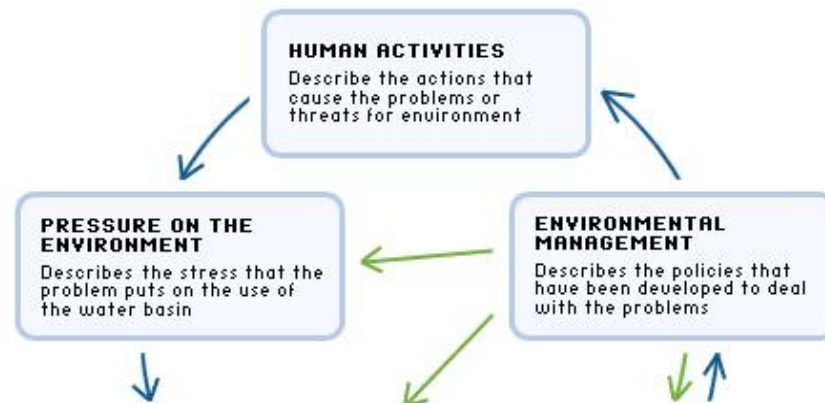 HUMAN ACTIVITIES
Describe the actions that
cause the problems or
threats for environment
PRESSURE ON THE
ENVIRONMENT
Describes the stress that the
problem puts on the use of
the water basin
ENVIRONMENTAL
MANAGEMENT
Describes the policies that
have been developed to deal
with the problems